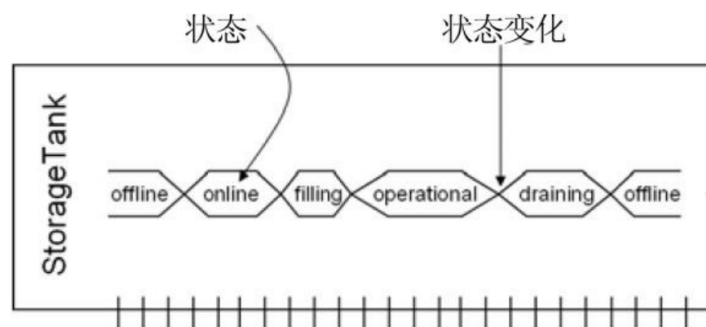 状态
状态变化
StorageTank
offline
online
filling
operational
draining
offline